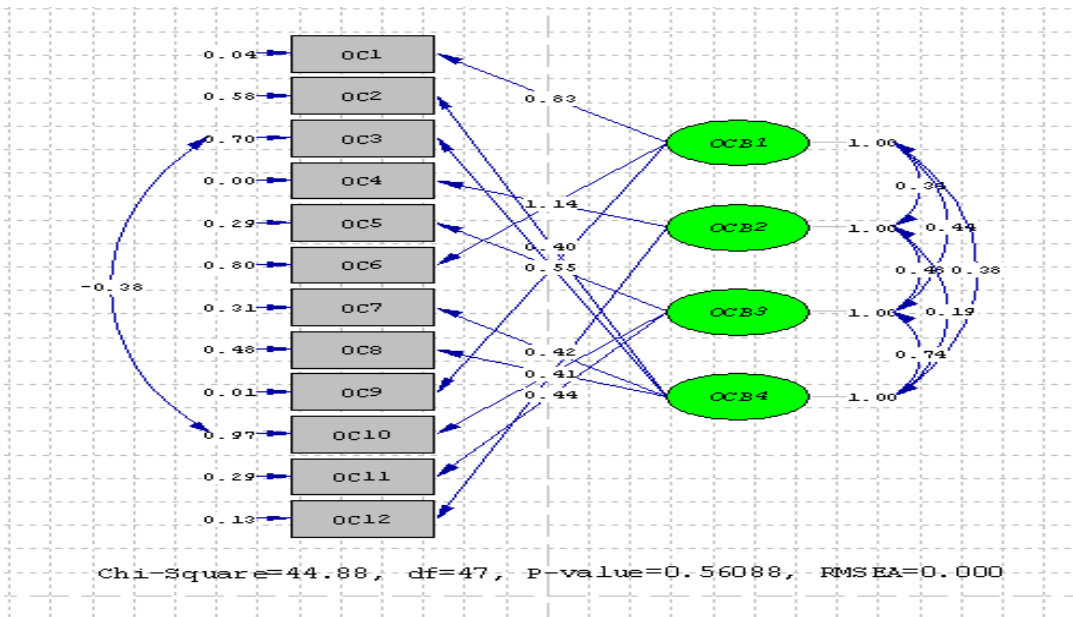 0.04 OC1
0.83
0.58 OC2
OCB1 1.00
0.70 OC3
0.00 OC4
0.34
1.14
0.29 OC5
OCB2 1.00 0.44
0.40
0.80 OC6
0.55
0.38
-0.38
0.31 OC7
OCB3 1.00 0.19
0.48 OC8
0.42
0.74
0.41
0.01 OC9
0.44
OCB4 1.00
0.97 OC10
0.29 OC11
0.13 OC12
Chi-Square=44.88, df=47, P-value=0.56088, RMSEA=0.000